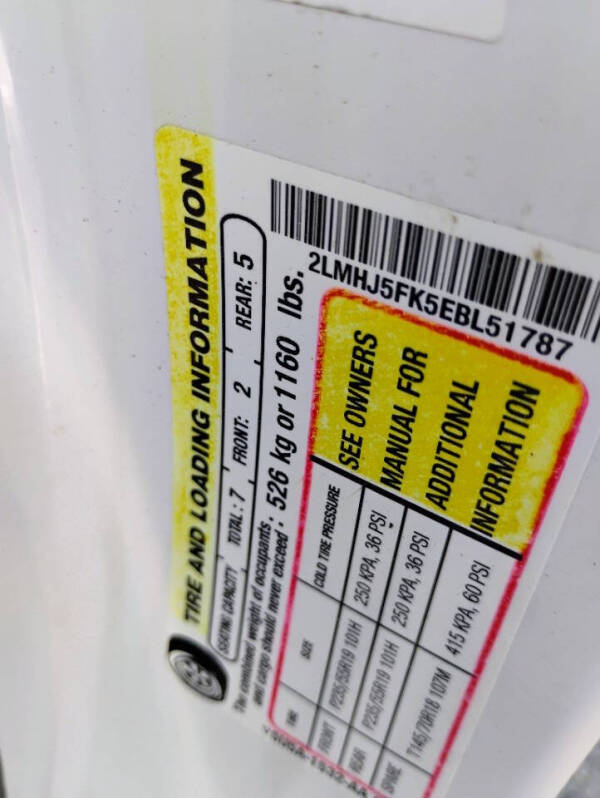 TIRE AND LOADING INFORMATION
SEATING CAPACITY TOTAL: 7 FRONT: 2 REAR: 5
The combined weight of occupants
and cargo should never exceed: 526 kg or 1160 lbs.
2LMHJ5FK5EBL51787
TIRE SIZE COLD TIRE PRESSURE
FRONT P235/55R19 101H 250 KPA, 36 PSI
REAR P235/55R19 101H 250 KPA, 36 PSI
SPARE T145/70R18 107M 415 KPA, 60 PSI
SEE OWNERS
MANUAL FOR
ADDITIONAL
INFORMATION